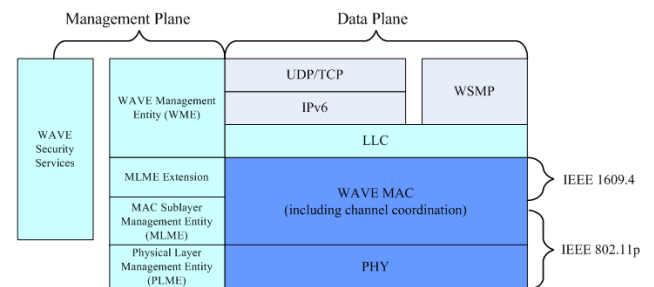 Management Plane
Data Plane
WAVE
Security
Services
WAVE Management
Entity (WME)
UDP/TCP
IPv6
WSMP
LLC
MLME Extension
MAC Sublayer
Management Entity
(MLME)
WAVE MAC
(including channel coordination)
IEEE 1609.4
Physical Layer
Management Entity
(PLME)
PHY
IEEE 802.11p